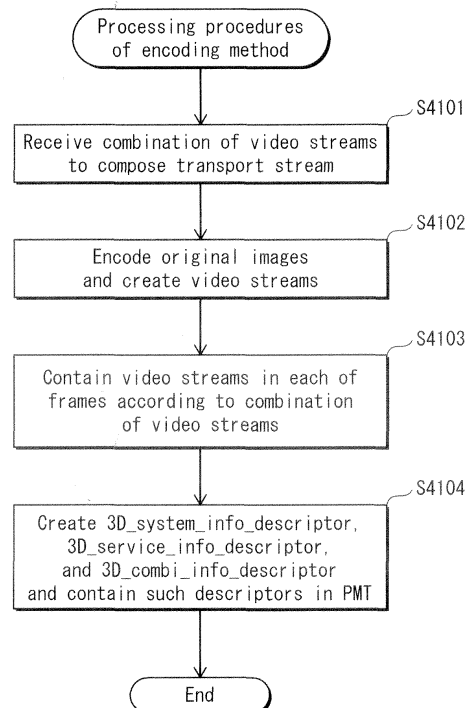 Processing procedures
of encoding method
S4101
Receive combination of video streams
to compose transport stream
S4102
Encode original images
and create video streams
S4103
Contain video streams in each of
frames according to combination
of video streams
S4104
Create 3D_system_info_descriptor,
3D_service_info_descriptor,
and 3D_combi_info_descriptor
and contain such descriptors in PMT
End